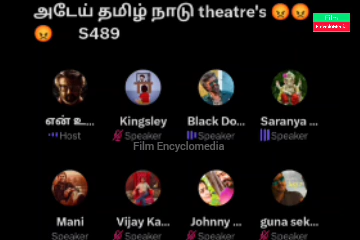 அடேய் தமிழ் நாடு theatre's 😡😡
😡 S489
என் உ... Kingsley Black Do... Saranya ...
Host Speaker Speaker Speaker
Film Encyclomedia
Mani Vijay Ka... Johnny ... guna sek...
Speaker Speaker Speaker Speaker